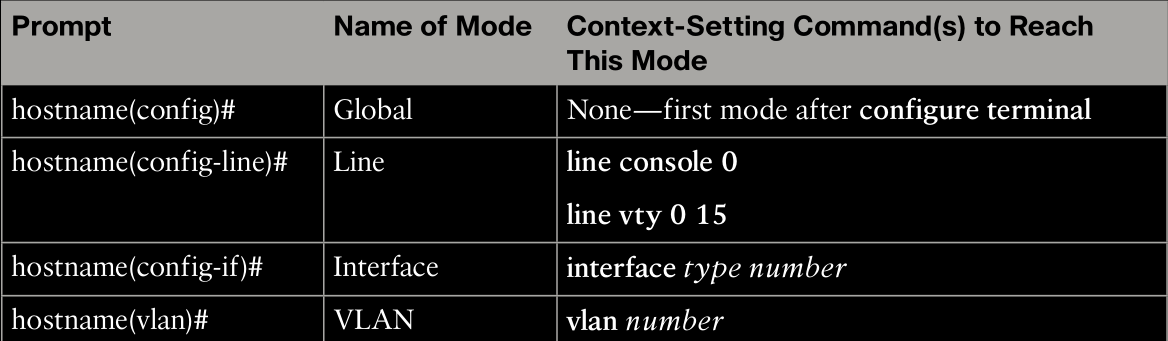 Prompt Name of Mode Context-Setting Command(s) to Reach
This Mode
hostname(config)# Global None—first mode after configure terminal
hostname(config-line)# Line line console 0
line vty 0 15
hostname(config-if)# Interface interface type number
hostname(vlan)# VLAN vlan number